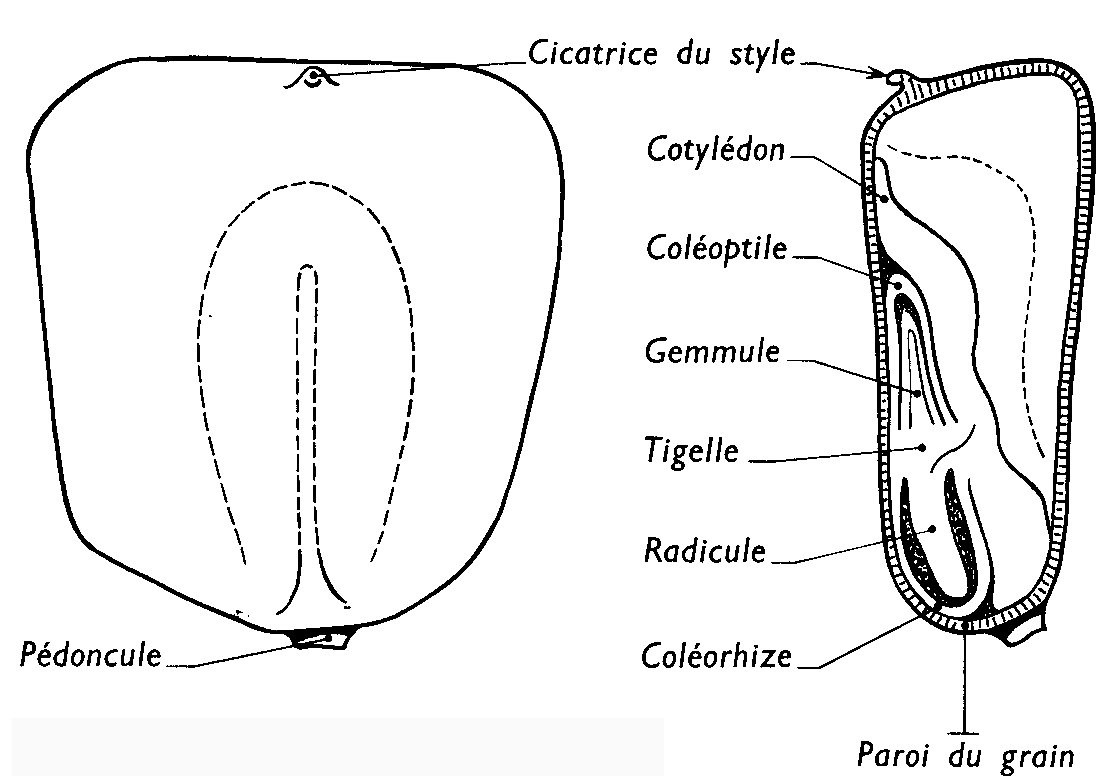 Cicatrice du style
Cotylédon
Coléoptile
Gemmule
Tigelle
Radicule
Pédoncule
Coléorhize
Paroi du grain